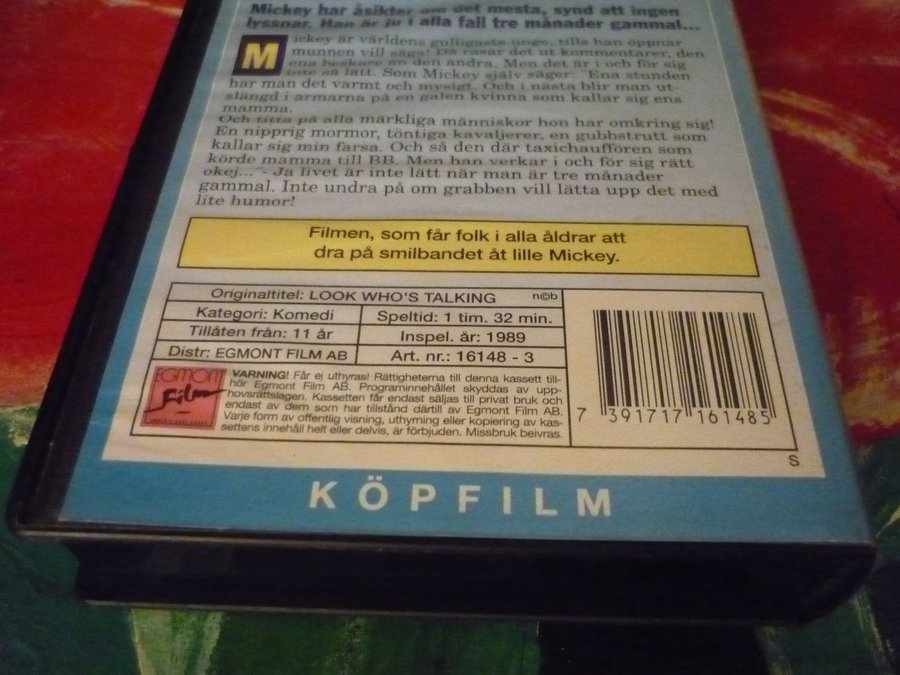 Mickey har åsikter om det mesta, synd att ingen
lyssnar. Han är ju i alla fall tre månader gammal...
Mickey är världens gulligaste unge, tills han öppnar
munnen vill säga! Då rasar det ut kommentarer, den
ena beskare än den andra. Men det är i och för sig
inte så lätt. Som Mickey själv säger: "Ena stunden
har man det varmt och mysigt. Och i nästa blir man ut-
slängd i armarna på en galen kvinna som kallar sig ens
mamma.
Och titta på alla märkliga människor hon har omkring sig!
En nipprig mormor, töntiga kavaljerer, en gubbstrutt som
kallar sig min farsa. Och så den där taxichauffören som
körde mamma till BB. Men han verkar i och för sig rätt
okej..."- Ja livet är inte lätt när man är tre månader
gammal. Inte undra på om grabben vill lätta upp det med
lite humor!
Filmen, som får folk i alla åldrar att
dra på smilbandet åt lille Mickey.
Originaltitel: LOOK WHO'S TALKING n©b
Kategori: Komedi Speltid: 1 tim. 32 min.
Tillåten från: 11 år Inspel. år: 1989
Distr: EGMONT FILM AB Art. nr.: 16148 - 3
EGMONT
Film
VARNING! Får ej uthyras! Rättigheterna till denna kassett till-
hör Egmont Film AB. Programinnehållet skyddas av upp-
hovsrättslagen. Kassetten får endast säljas till privat bruk och
endast av dem som har tillstånd därtill av Egmont Film AB.
Varje form av offentlig visning, uthyrning eller kopiering av kas-
settens innehåll helt eller delvis, är förbjuden. Missbruk beivras.
7 391717 161485
S
KÖPFILM